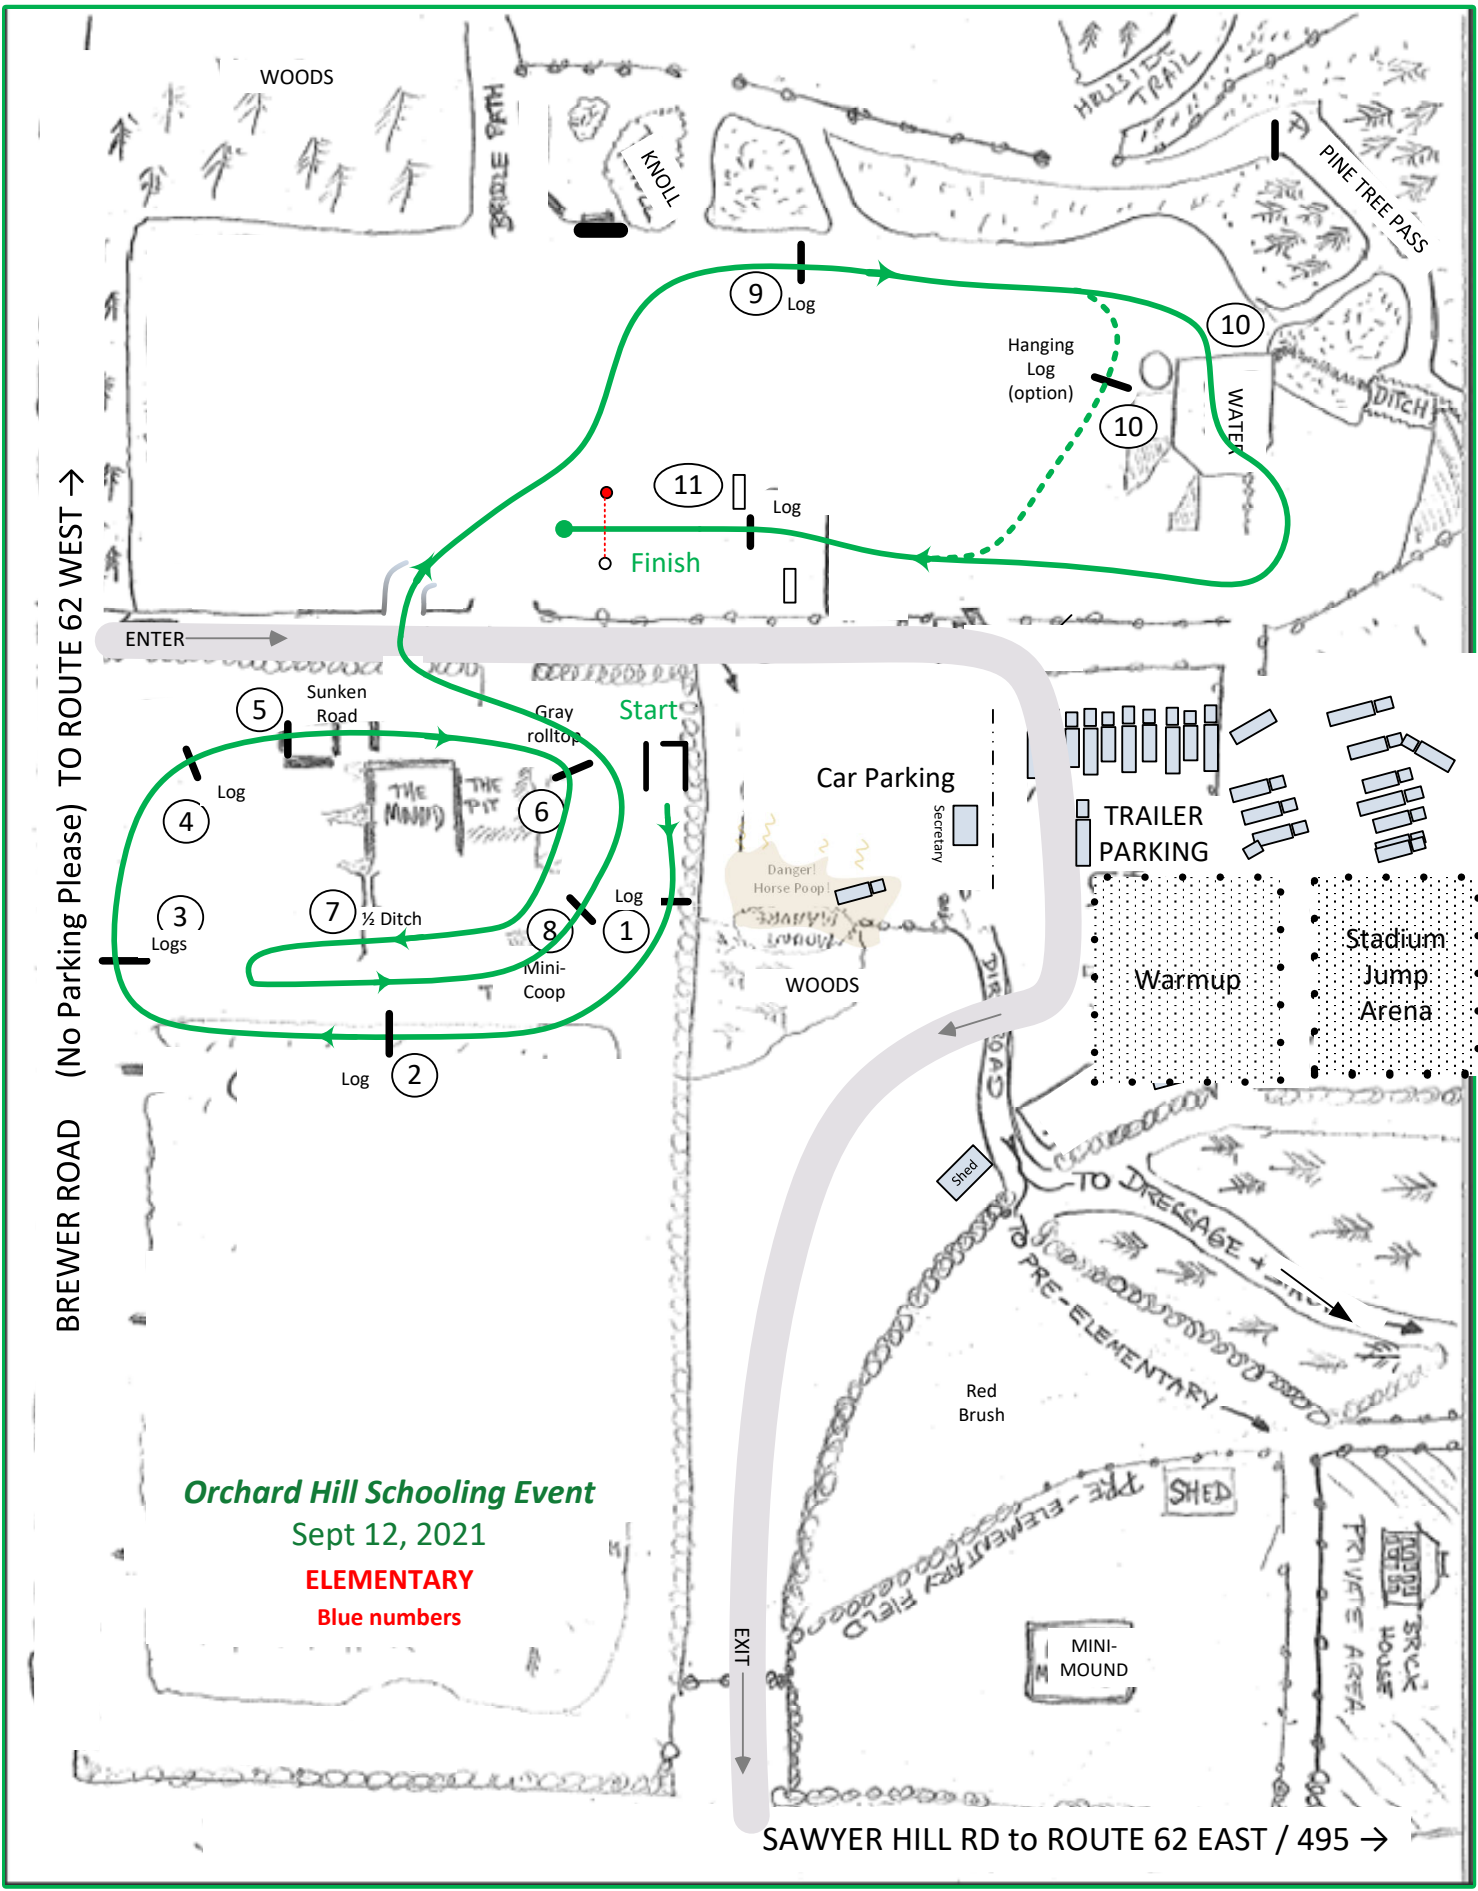 WOODS
BRIDLE PATH
KNOLL
HILLSIDE
TRAIL
PINE TREE PASS
9
Log
10
Hanging
Log
(option)
10
WATER
DITCH
11
Log
Finish
ENTER
BREWER ROAD (No Parking Please) TO ROUTE 62 WEST →
5
Sunken
Road
Gray
rolltop
Start
4
Log
THE
MOUND
THE
PIT
6
Car Parking
Secretary
TRAILER
PARKING
Danger!
Horse Poop!
MOUNT
MANURE
3
Logs
7
½ Ditch
8
Mini-
Coop
Log
1
WOODS
DIRT ROAD
Warmup
Stadium
Jump
Arena
Log
2
Shed
TO DRESSAGE +
TO PRE-ELEMENTARY
Red
Brush
PRE-ELEMENTARY FIELD
SHED
Orchard Hill Schooling Event
Sept 12, 2021
ELEMENTARY
Blue numbers
EXIT
MINI-
MOUND
PRIVATE AREA
BRICK
HOUSE
SAWYER HILL RD to ROUTE 62 EAST / 495 →